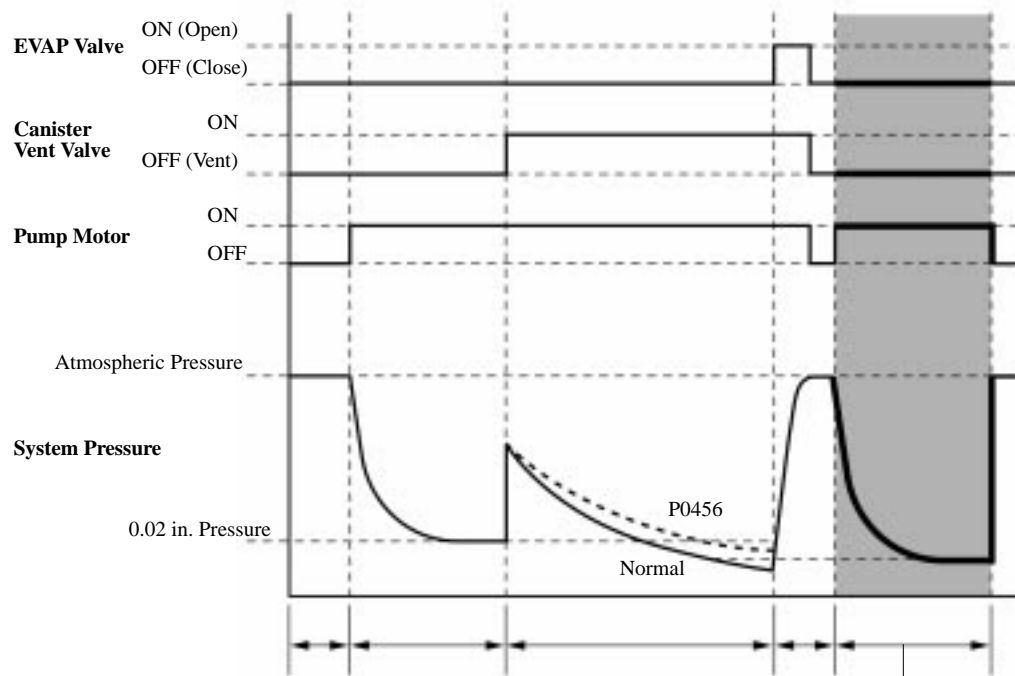 EVAP Valve
ON (Open)
OFF (Close)
Canister
Vent Valve
ON
OFF (Vent)
Pump Motor
ON
OFF
Atmospheric Pressure
System Pressure
P0456
0.02 in. Pressure
Normal